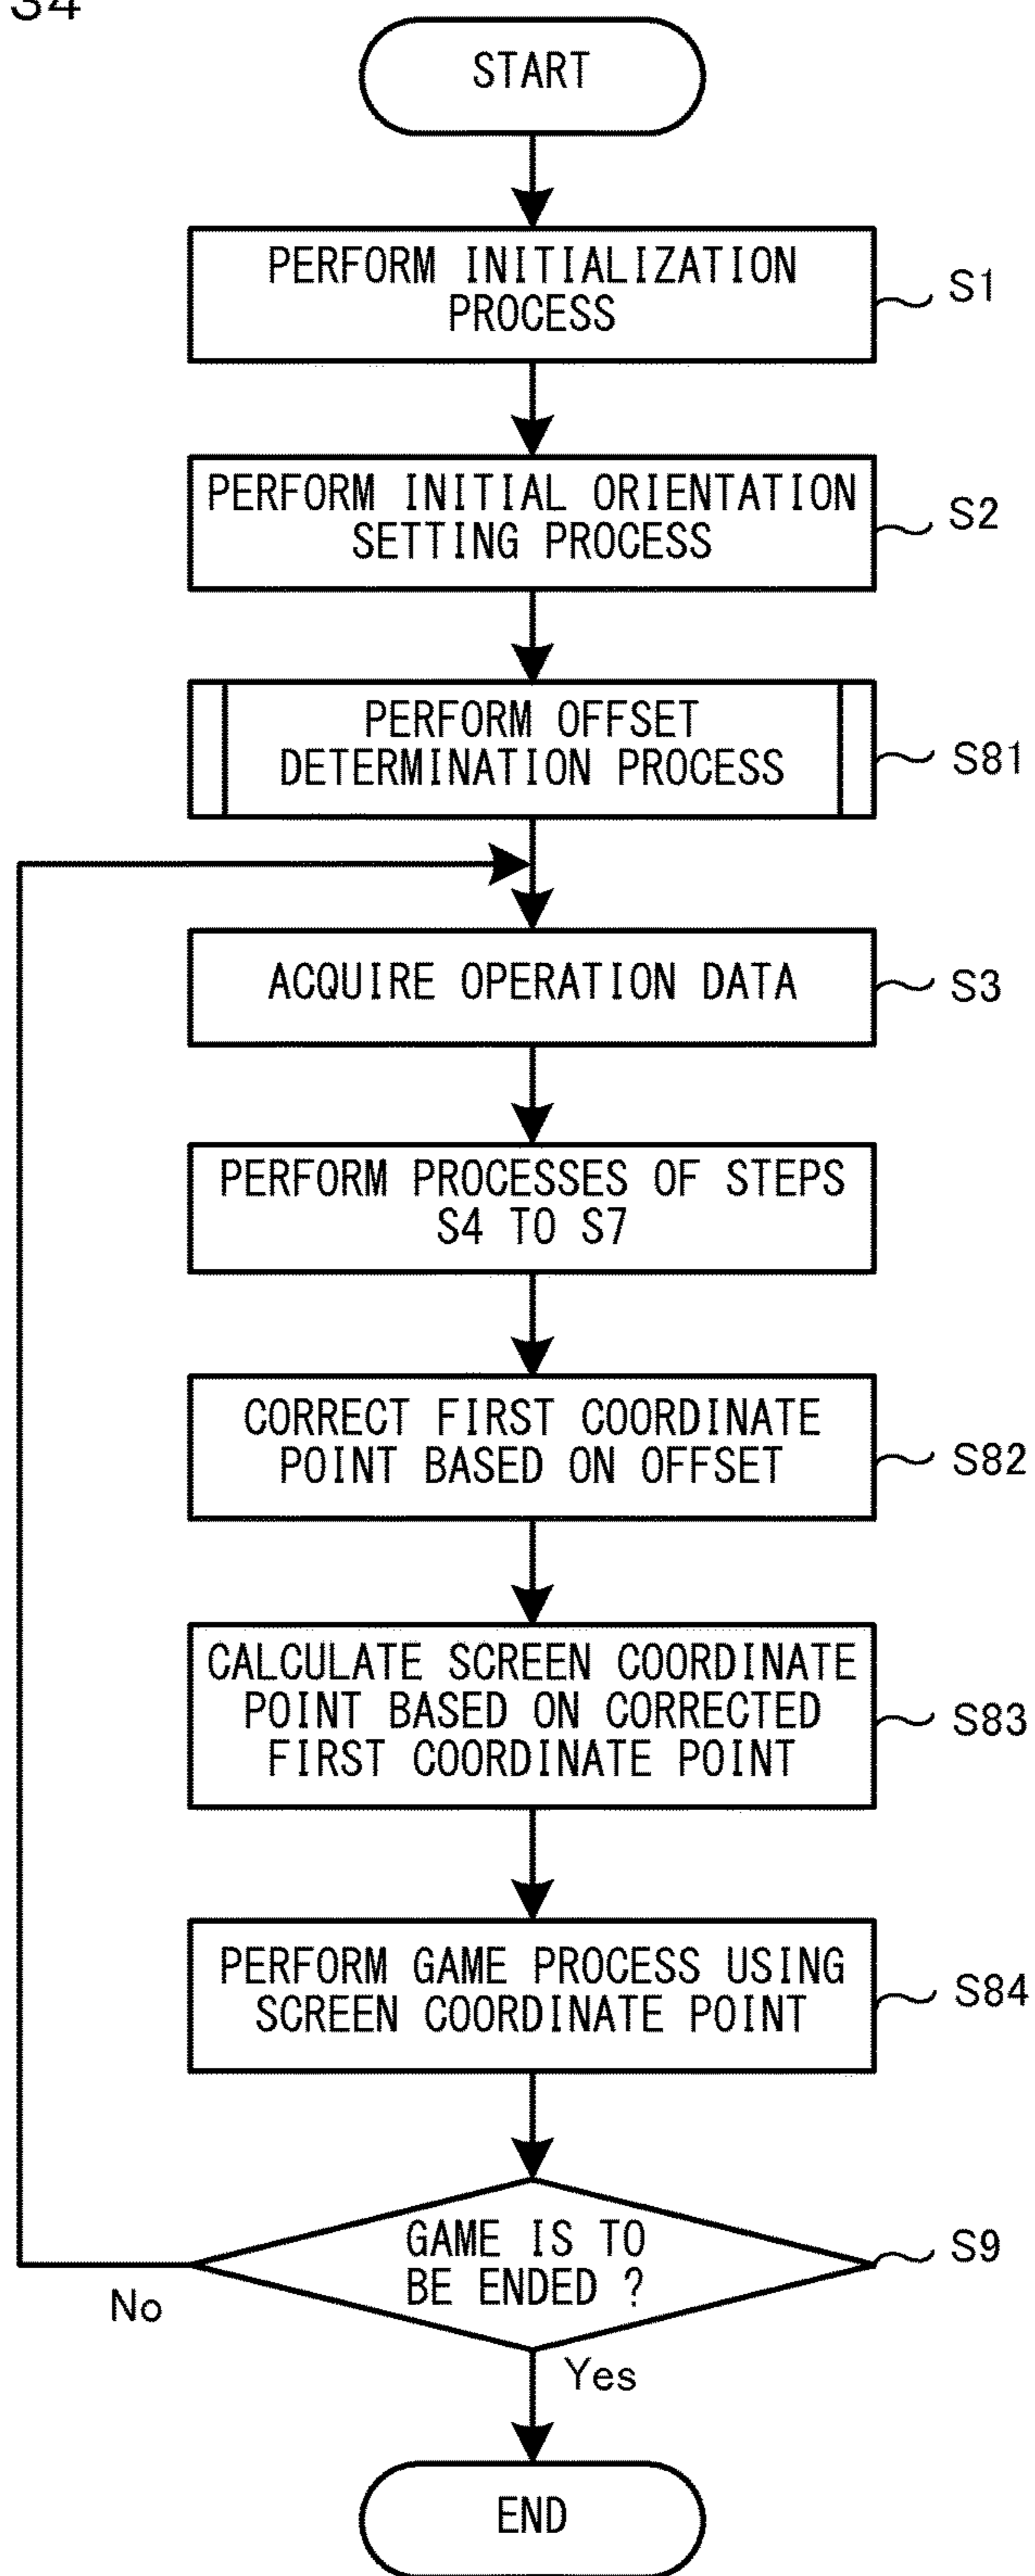 34
START
PERFORM INITIALIZATION
PROCESS
S1
PERFORM INITIAL ORIENTATION
SETTING PROCESS
S2
PERFORM OFFSET
DETERMINATION PROCESS
S81
ACQUIRE OPERATION DATA
S3
PERFORM PROCESSES OF STEPS
S4 TO S7
CORRECT FIRST COORDINATE
POINT BASED ON OFFSET
S82
CALCULATE SCREEN COORDINATE
POINT BASED ON CORRECTED
FIRST COORDINATE POINT
S83
PERFORM GAME PROCESS USING
SCREEN COORDINATE POINT
S84
GAME IS TO
BE ENDED ?
S9
No
Yes
END